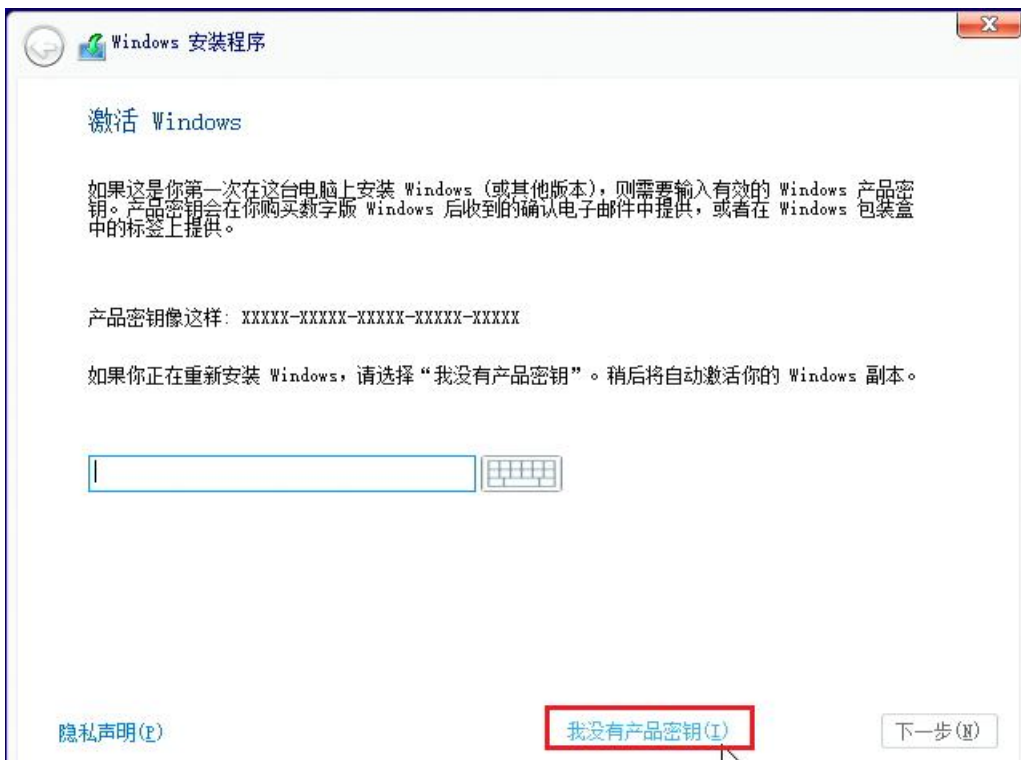 Windows 安装程序
激活 Windows
如果这是你第一次在这台电脑上安装 Windows (或其他版本)，则需要输入有效的 Windows 产品密
钥。产品密钥会在你购买数字版 Windows 后收到的确认电子邮件中提供，或者在 Windows 包装盒
中的标签上提供。
产品密钥像这样: XXXXX-XXXXX-XXXXX-XXXXX-XXXXX
如果你正在重新安装 Windows，请选择“我没有产品密钥”。稍后将自动激活你的 Windows 副本。
隐私声明(P) 我没有产品密钥(I) 下一步(N)